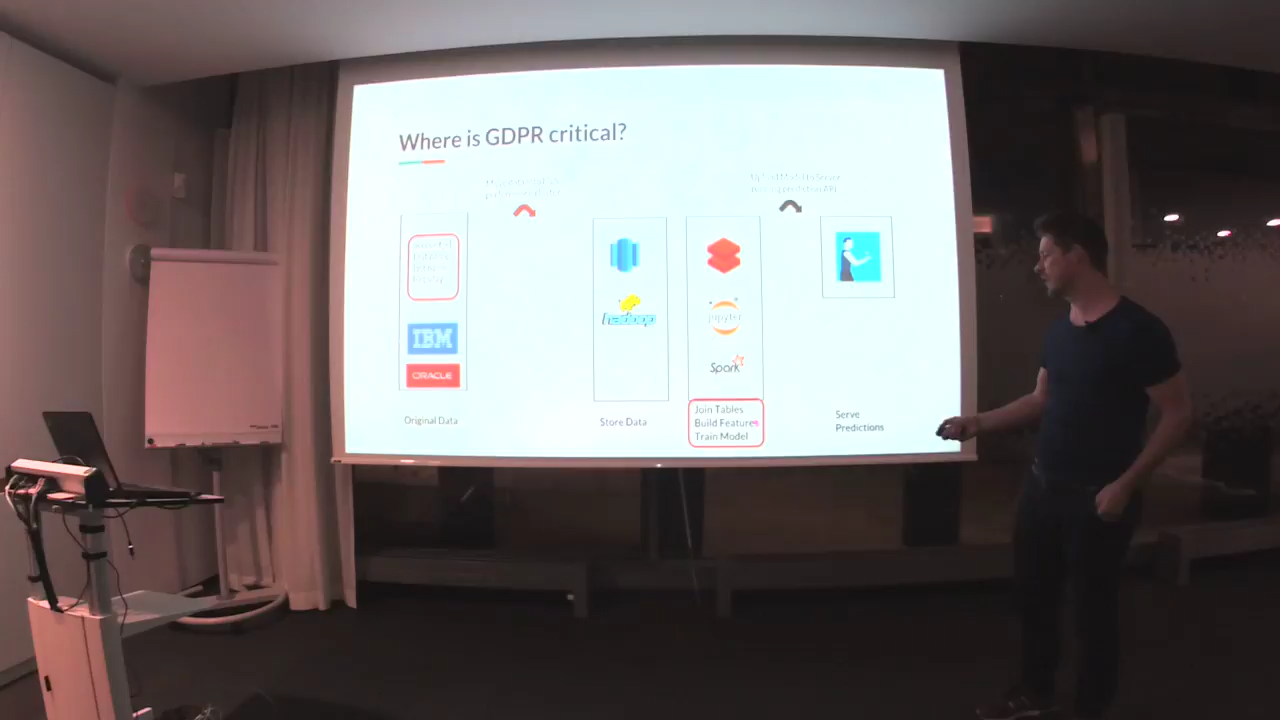 Where is GDPR critical?
IBM
ORACLE
Original Data
hadoop
Store Data
jupyter
Spark
Join Tables
Build Features
Train Model
Serve
Predictions